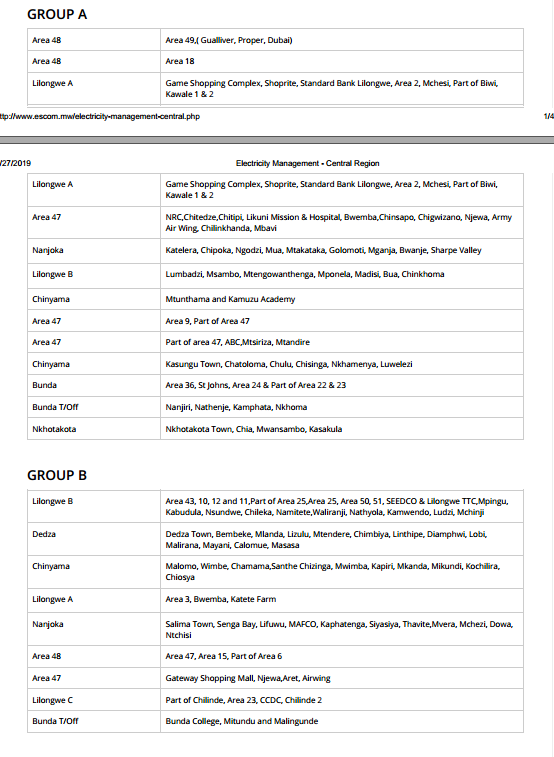 GROUP A
Area 48 Area 49,( Gualliver, Proper, Dubai)
Area 48 Area 18
Lilongwe A Game Shopping Complex, Shoprite, Standard Bank Lilongwe, Area 2, Mchesi, Part of Biwi,
Kawale 1 & 2
ttp://www.escom.mw/electricity-management-central.php 1/4
/27/2019 Electricity Management - Central Region
Lilongwe A Game Shopping Complex, Shoprite, Standard Bank Lilongwe, Area 2, Mchesi, Part of Biwi,
Kawale 1 & 2
Area 47 NRC,Chitedze,Chitipi, Likuni Mission & Hospital, Bwemba,Chinsapo, Chigwizano, Njewa, Army
Air Wing, Chilinkhanda, Mbavi
Nanjoka Katelera, Chipoka, Ngodzi, Mua, Mtakataka, Golomoti, Mganja, Bwanje, Sharpe Valley
Lilongwe B Lumbadzi, Msambo, Mtengowanthenga, Mponela, Madisi, Bua, Chinkhoma
Chinyama Mtunthama and Kamuzu Academy
Area 47 Area 9, Part of Area 47
Area 47 Part of area 47, ABC,Mtsiriza, Mtandire
Chinyama Kasungu Town, Chatoloma, Chulu, Chisinga, Nkhamenya, Luwelezi
Bunda Area 36, St Johns, Area 24 & Part of Area 22 & 23
Bunda T/Off Nanjiri, Nathenje, Kamphata, Nkhoma
Nkhotakota Nkhotakota Town, Chia, Mwansambo, Kasakula
GROUP B
Lilongwe B Area 43, 10, 12 and 11,Part of Area 25,Area 25, Area 50, 51, SEEDCO & Lilongwe TTC,Mpingu,
Kabudula, Nsundwe, Chileka, Namitete,Waliranji, Nathyola, Kamwendo, Ludzi, Mchinji
Dedza Dedza Town, Bembeke, Mlanda, Lizulu, Mtendere, Chimbiya, Linthipe, Diamphwi, Lobi,
Malirana, Mayani, Calomue, Masasa
Chinyama Malomo, Wimbe, Chamama,Santhe Chizinga, Mwimba, Kapiri, Mkanda, Mikundi, Kochilira,
Chiosya
Lilongwe A Area 3, Bwemba, Katete Farm
Nanjoka Salima Town, Senga Bay, Lifuwu, MAFCO, Kaphatenga, Siyasiya, Thavite,Mvera, Mchezi, Dowa,
Ntchisi
Area 48 Area 47, Area 15, Part of Area 6
Area 47 Gateway Shopping Mall, Njewa,Aret, Airwing
Lilongwe C Part of Chilinde, Area 23, CCDC, Chilinde 2
Bunda T/Off Bunda College, Mitundu and Malingunde